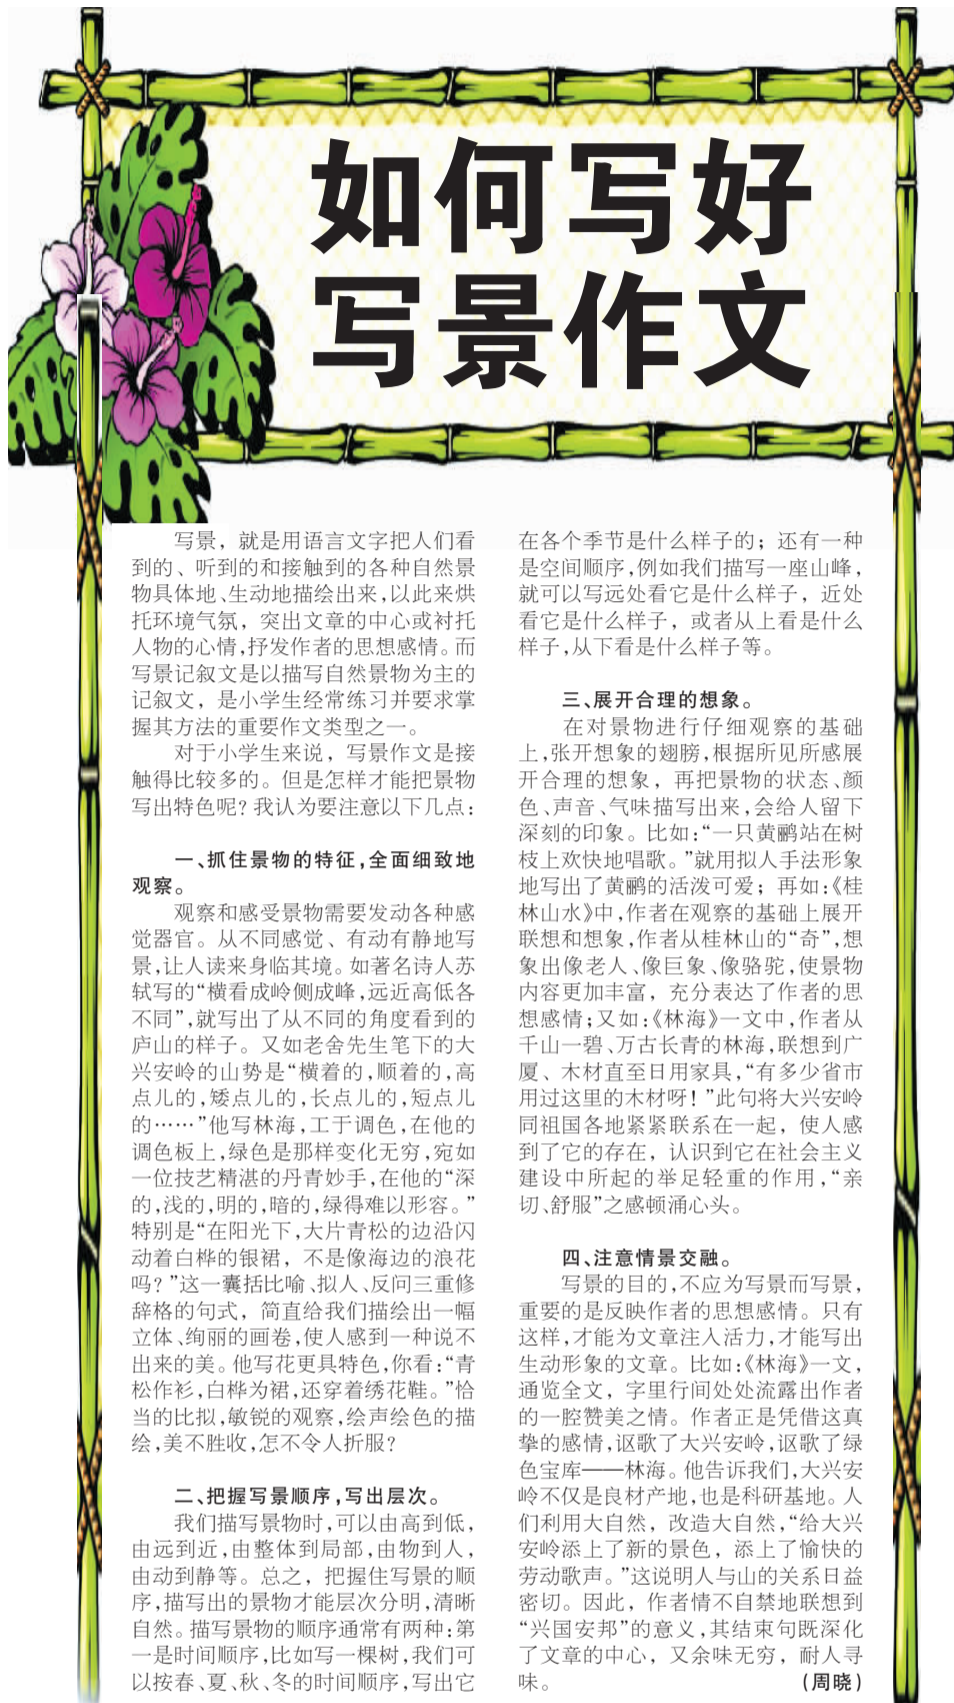 如何写好
写景作文
写景，就是用语言文字把人们看
到的、听到的和接触到的各种自然景
物具体地、生动地描绘出来，以此来烘
托环境气氛，突出文章的中心或衬托
人物的心情，抒发作者的思想感情。而
写景记叙文是以描写自然景物为主的
记叙文，是小学生经常练习并要求掌
握其方法的重要作文类型之一。
对于小学生来说，写景作文是接
触得比较多的。但是怎样才能把景物
写出特色呢？我认为要注意以下几点：
一、抓住景物的特征，全面细致地
观察。
观察和感受景物需要发动各种感
觉器官。从不同感觉、有动有静地写
景，让人读来身临其境。如著名诗人苏
轼写的“横看成岭侧成峰，远近高低各
不同”，就写出了从不同的角度看到的
庐山的样子。又如老舍先生笔下的大
兴安岭的山势是“横着的，顺着的，高
点儿的，矮点儿的，长点儿的，短点儿
的……”他写林海，工于调色，在他的
调色板上，绿色是那样变化无穷，宛如
一位技艺精湛的丹青妙手，在他的“深
的，浅的，明的，暗的，绿得难以形容。”
特别是“在阳光下，大片青松的边沿闪
动着白桦的银裙，不是像海边的浪花
吗？”这一囊括比喻、拟人、反问三重修
辞格的句式，简直给我们描绘出一幅
立体、绚丽的画卷，使人感到一种说不
出来的美。他写花更具特色，你看：“青
松作衫，白桦为裙，还穿着绣花鞋。”恰
当的比拟，敏锐的观察，绘声绘色的描
绘，美不胜收，怎不令人折服？
二、把握写景顺序，写出层次。
我们描写景物时，可以由高到低，
由远到近，由整体到局部，由物到人，
由动到静等。总之，把握住写景的顺
序，描写出的景物才能层次分明，清晰
自然。描写景物的顺序通常有两种：第
一是时间顺序，比如写一棵树，我们可
以按春、夏、秋、冬的时间顺序，写出它
在各个季节是什么样子的；还有一种
是空间顺序，例如我们描写一座山峰，
就可以写远处看它是什么样子，近处
看它是什么样子，或者从上看是什么
样子，从下看是什么样子等。
三、展开合理的想象。
在对景物进行仔细观察的基础
上，张开想象的翅膀，根据所见所感展
开合理的想象，再把景物的状态、颜
色、声音、气味描写出来，会给人留下
深刻的印象。比如：“一只黄鹂站在树
枝上欢快地唱歌。”就用拟人手法形象
地写出了黄鹂的活泼可爱；再如：《桂
林山水》中，作者在观察的基础上展开
联想和想象，作者从桂林山的“奇”，想
象出像老人、像巨象、像骆驼，使景物
内容更加丰富，充分表达了作者的思
想感情；又如：《林海》一文中，作者从
千山一碧、万古长青的林海，联想到广
厦、木材直至日用家具，“有多少省市
用过这里的木材呀！”此句将大兴安岭
同祖国各地紧紧联系在一起，使人感
到了它的存在，认识到它在社会主义
建设中所起的举足轻重的作用，“亲
切、舒服”之感顿涌心头。
四、注意情景交融。
写景的目的，不应为写景而写景，
重要的是反映作者的思想感情。只有
这样，才能为文章注入活力，才能写出
生动形象的文章。比如：《林海》一文，
通览全文，字里行间处处流露出作者
的一腔赞美之情。作者正是凭借这真
挚的感情，讴歌了大兴安岭，讴歌了绿
色宝库——林海。他告诉我们，大兴安
岭不仅是良材产地，也是科研基地。人
们利用大自然，改造大自然，“给大兴
安岭添上了新的景色，添上了愉快的
劳动歌声。”这说明人与山的关系日益
密切。因此，作者情不自禁地联想到
“兴国安邦”的意义，其结束句既深化
了文章的中心，又余味无穷，耐人寻
味。（周晓）